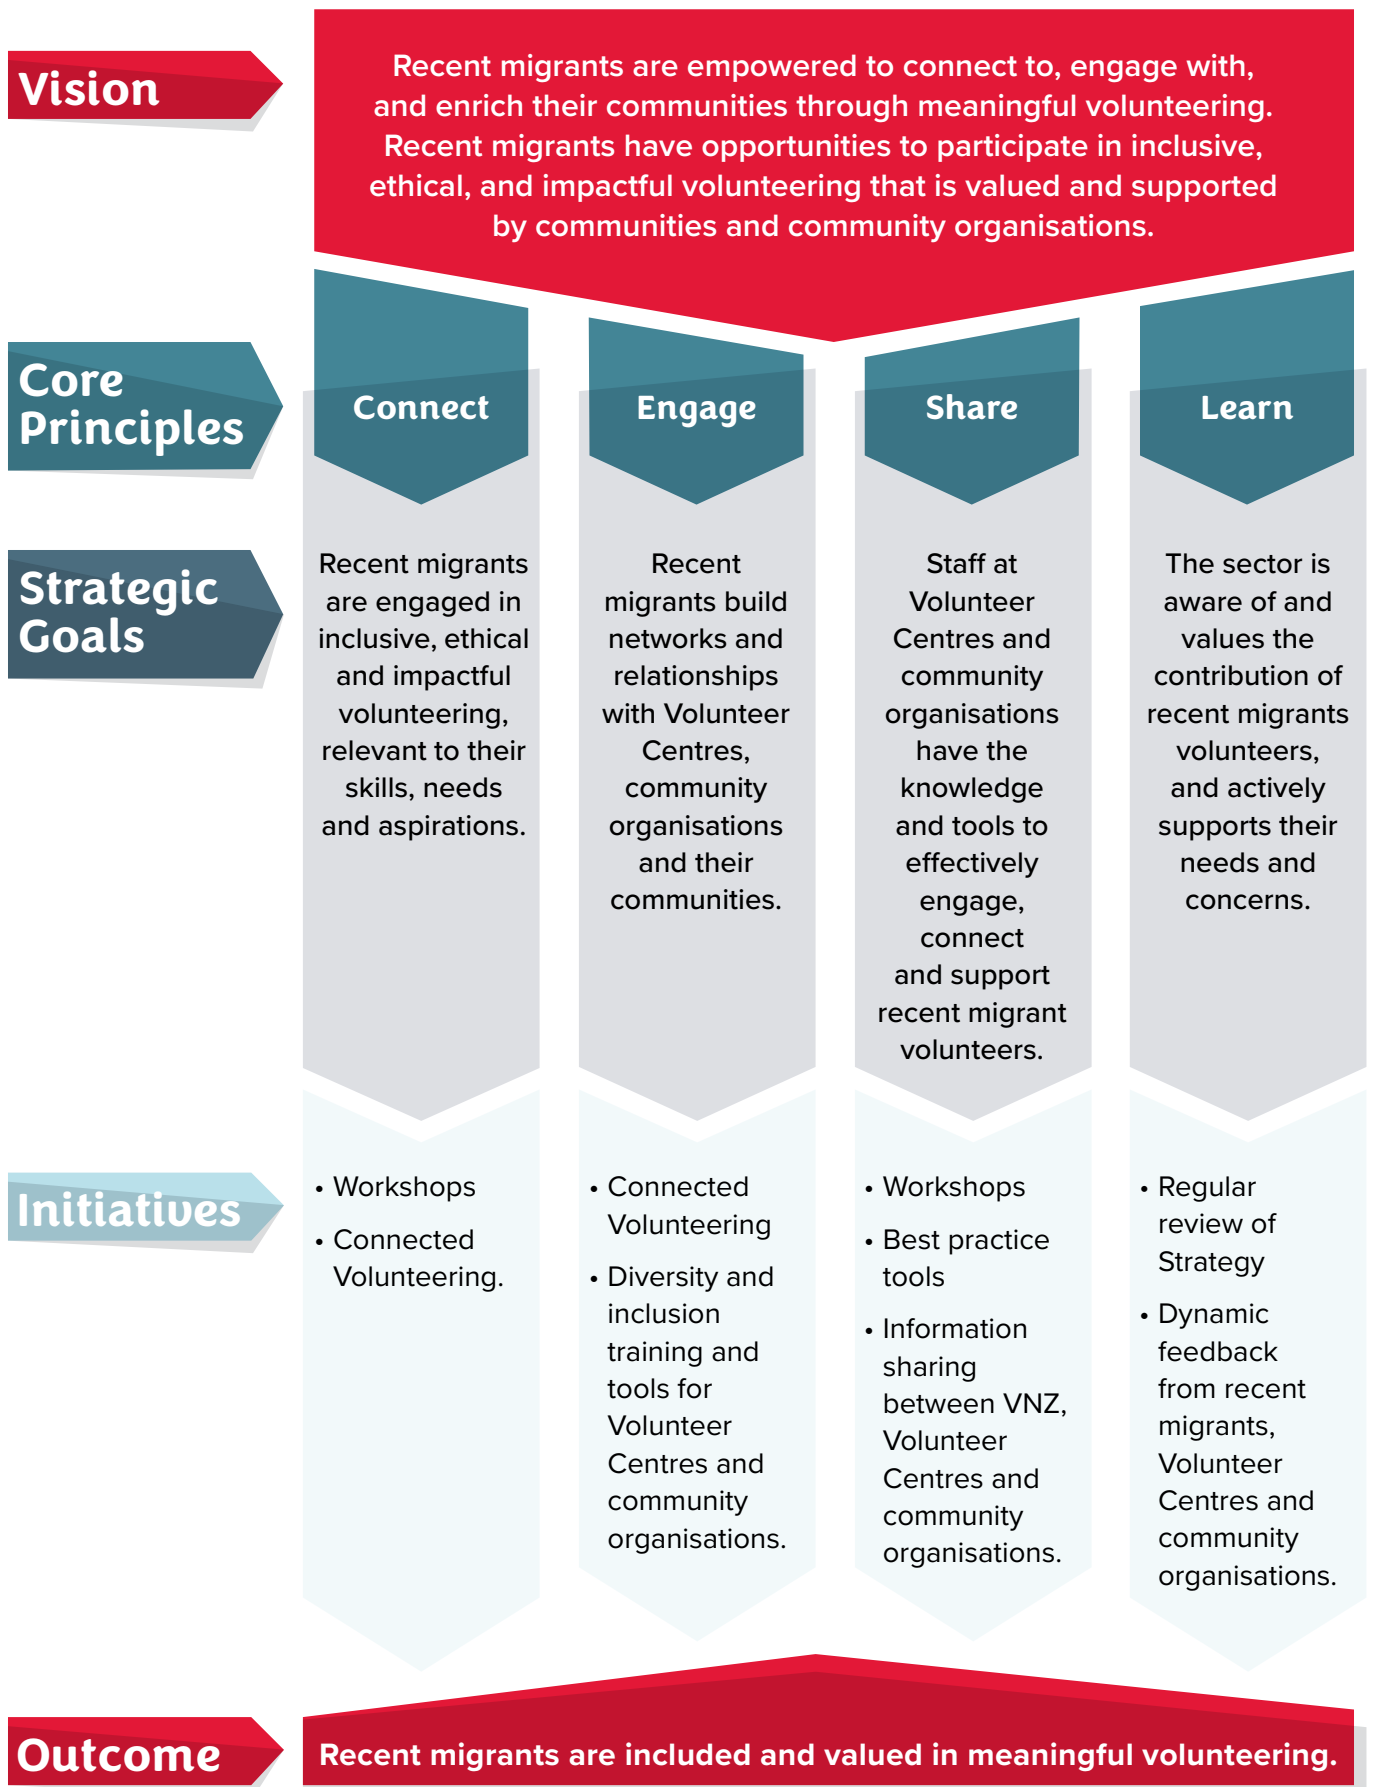 Vision
Recent migrants are empowered to connect to, engage with,
and enrich their communities through meaningful volunteering.
Recent migrants have opportunities to participate in inclusive,
ethical, and impactful volunteering that is valued and supported
by communities and community organisations.
Core
Principles
Connect
Engage
Share
Learn
Strategic
Goals
Recent migrants
are engaged in
inclusive, ethical
and impactful
volunteering,
relevant to their
skills, needs
and aspirations.
Recent
migrants build
networks and
relationships
with Volunteer
Centres,
community
organisations
and their
communities.
Staff at
Volunteer
Centres and
community
organisations
have the
knowledge
and tools to
effectively
engage,
connect
and support
recent migrant
volunteers.
The sector is
aware of and
values the
contribution of
recent migrants
volunteers,
and actively
supports their
needs and
concerns.
Initiatives
• Workshops
• Connected
Volunteering.
• Connected
Volunteering
• Diversity and
inclusion
training and
tools for
Volunteer
Centres and
community
organisations.
• Workshops
• Best practice
tools
• Information
sharing
between VNZ,
Volunteer
Centres and
community
organisations.
• Regular
review of
Strategy
• Dynamic
feedback
from recent
migrants,
Volunteer
Centres and
community
organisations.
Outcome
Recent migrants are included and valued in meaningful volunteering.